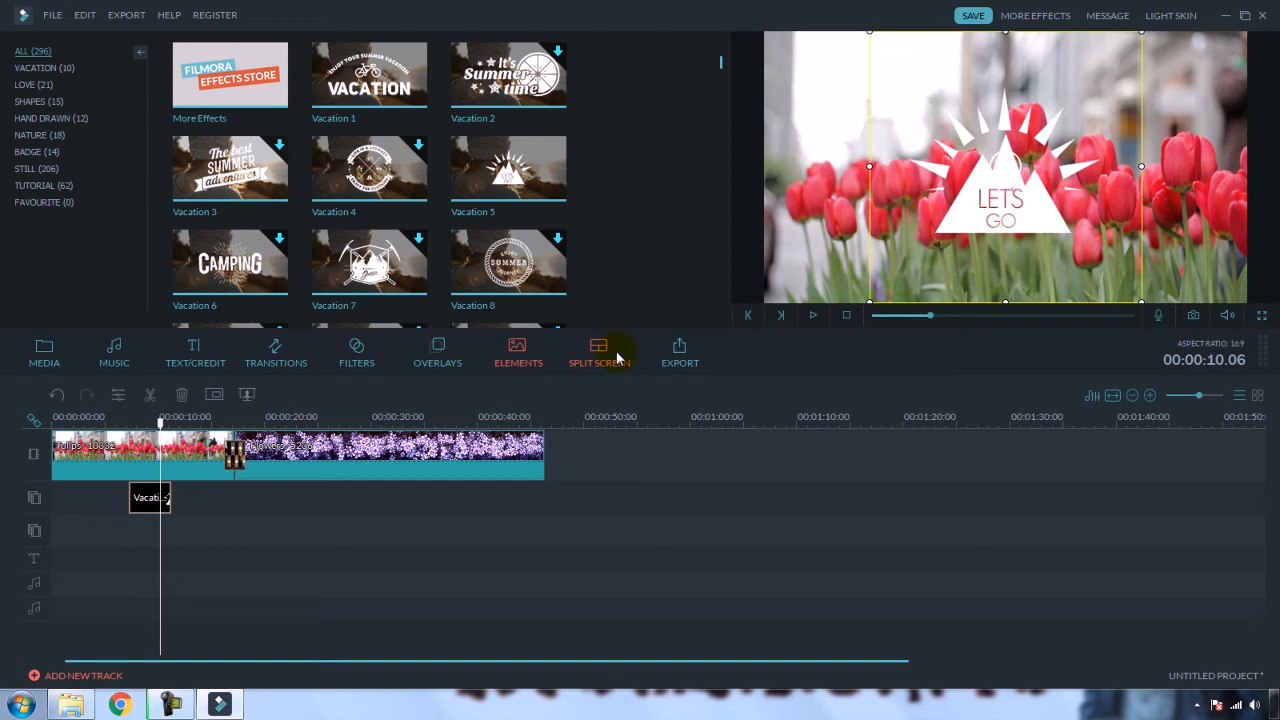 FILE EDIT EXPORT HELP REGISTER
SAVE MORE EFFECTS MESSAGE LIGHT SKIN
ALL (296)
VACATION (10)
LOVE (21)
SHAPES (15)
HAND DRAWN (12)
NATURE (18)
BADGE (14)
STILL (206)
TUTORIAL (62)
FAVOURITE (0)
FILMORA
EFFECTS STORE
More Effects
ENJOY YOUR SUMMER VACATION
VACATION
Vacation 1
It's
Summer
time
Vacation 2
The best
SUMMER
adventures
Vacation 3
Vacation 4
LET'S
GO
Vacation 5
CAMPING
Vacation 6
Vacation 7
ENJOY
SUMMER
Vacation 8
LET'S
GO
MEDIA MUSIC TEXT/CREDIT TRANSITIONS FILTERS OVERLAYS ELEMENTS SPLIT SCREEN EXPORT
ASPECT RATIO: 16:9
00:00:10.06
00:00:00:00 00:00:10:00 00:00:20:00 00:00:30:00 00:00:40:00 00:00:50:00 00:01:00:00 00:01:10:00 00:01:20:00 00:01:30:00 00:01:40:00 00:01:50:
Vacati
T
ADD NEW TRACK
UNTITLED PROJECT *